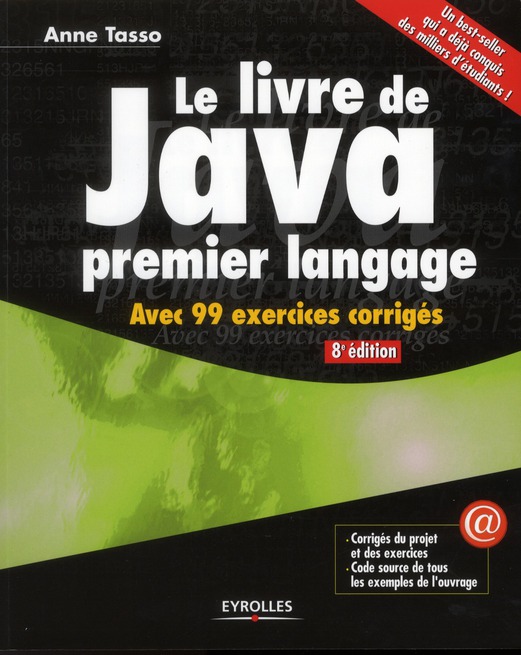 Anne Tasso
Un best-seller
qui a déjà conquis
des milliers d'étudiants !
Le livre de
Java
premier langage
Avec 99 exercices corrigés
8e édition
@
• Corrigés du projet
et des exercices
• Code source de tous
les exemples de l'ouvrage
EYROLLES